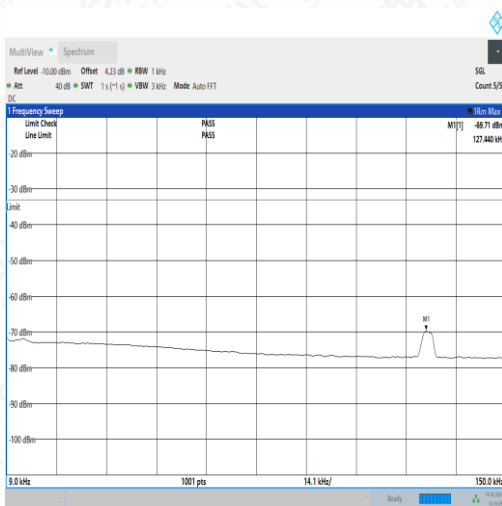 MultiView Spectrum
Ref Level -10.00 dBm Offset 4.23 dB RBW 1 kHz SGL
Att 40 dB SWT 1 s (~1 s) VBW 3 kHz Mode Auto FFT Count 5/5
DC
1 Frequency Sweep 1Rm Max
Limit Check PASS M1[1] -69.71 dBm
Line Limit PASS 127.440 kH
-20 dBm
-30 dBm
Limit
-40 dBm
-50 dBm
-60 dBm
M1
-70 dBm
-80 dBm
-90 dBm
-100 dBm
9.0 kHz 1001 pts 14.1 kHz/ 150.0 kHz
Ready